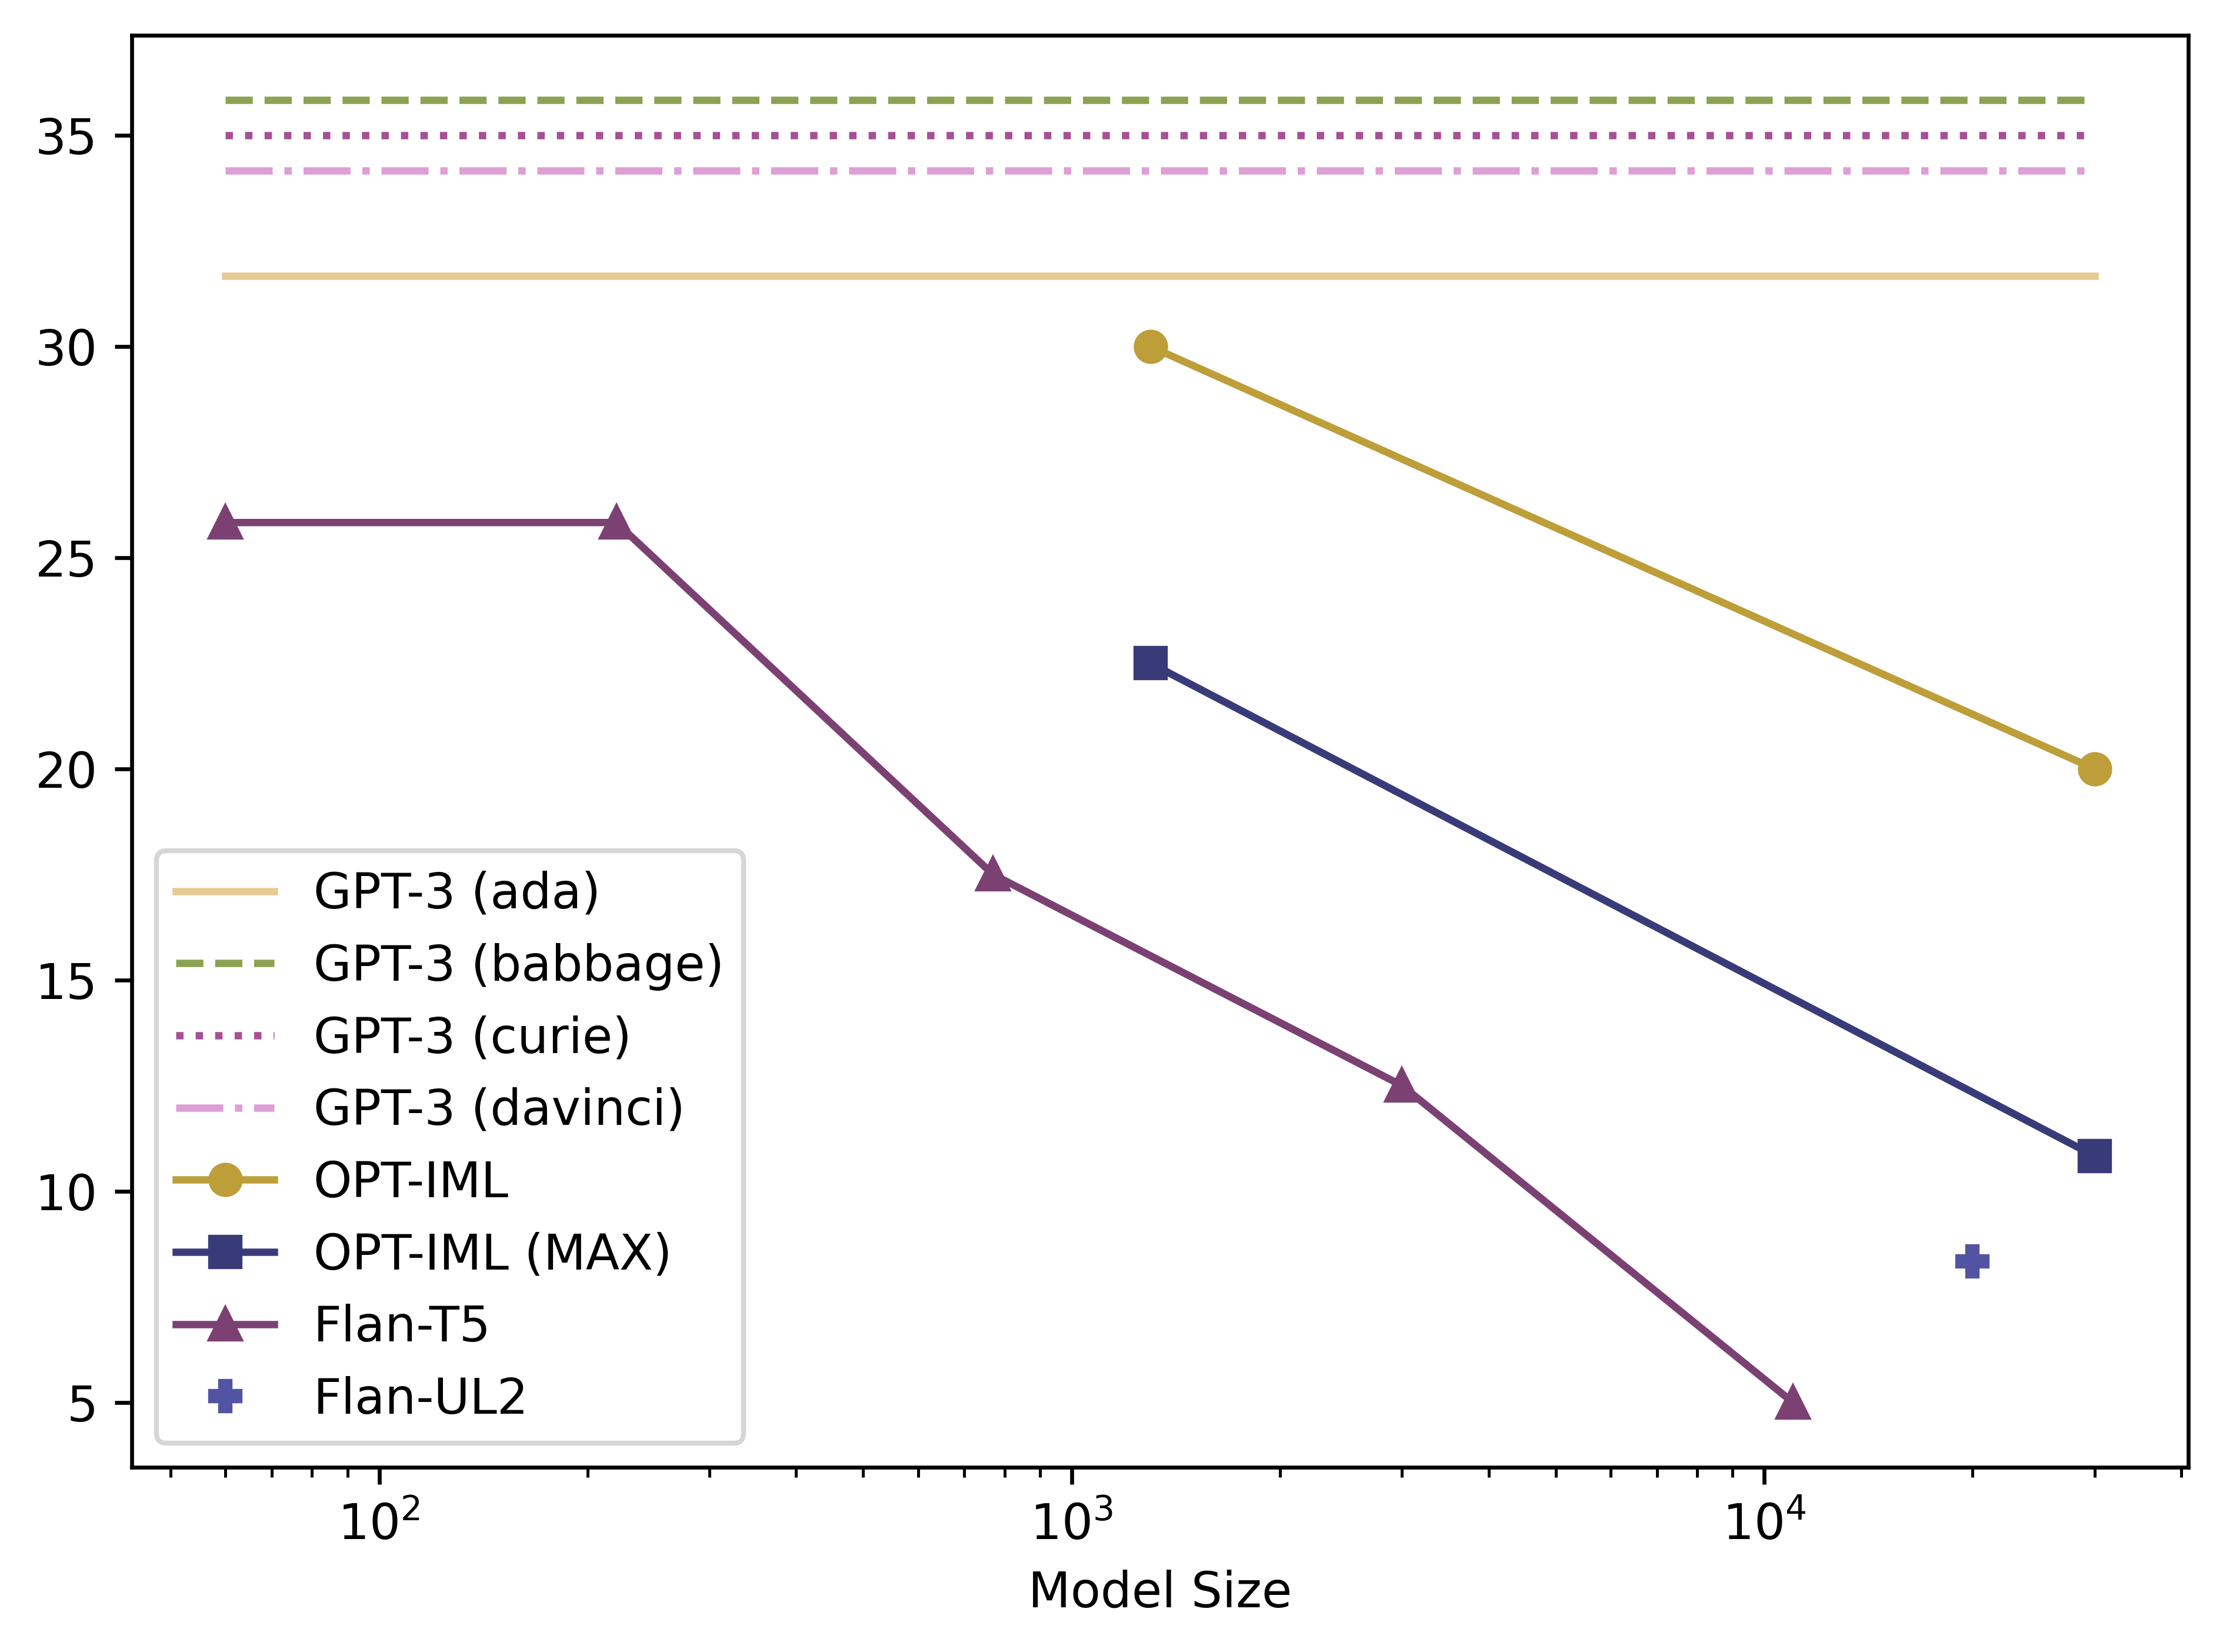 35
30
25
20
15
10
5
GPT-3 (ada)
GPT-3 (babbage)
GPT-3 (curie)
GPT-3 (davinci)
OPT-IML
OPT-IML (MAX)
Flan-T5
Flan-UL2
10² 10³ 10⁴
Model Size